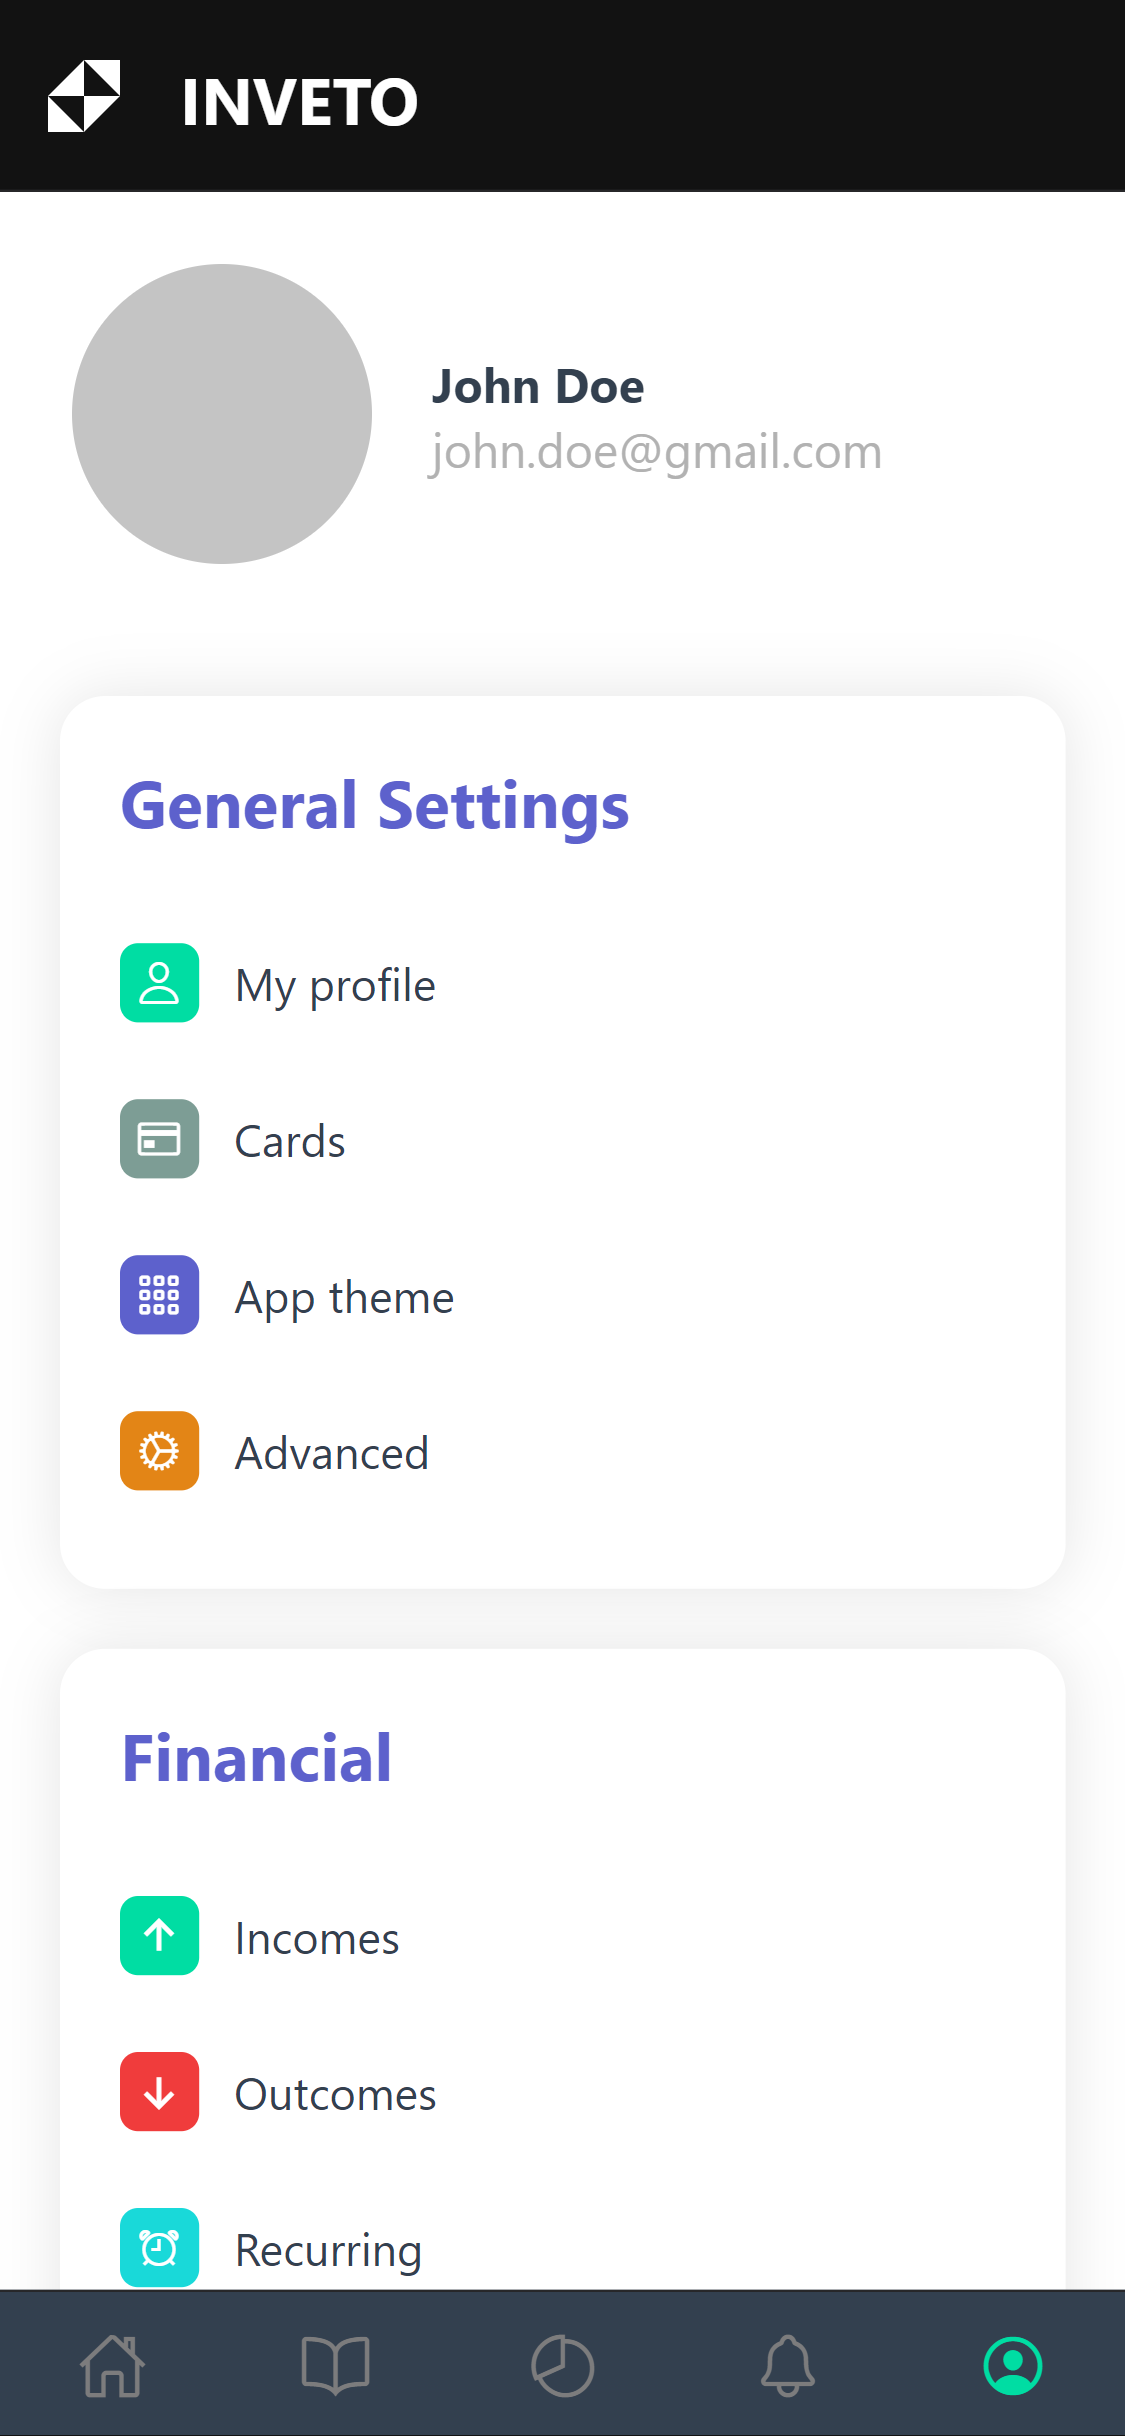 INVETO
John Doe
john.doe@gmail.com
General Settings
My profile
Cards
App theme
Advanced
Financial
Incomes
Outcomes
Recurring